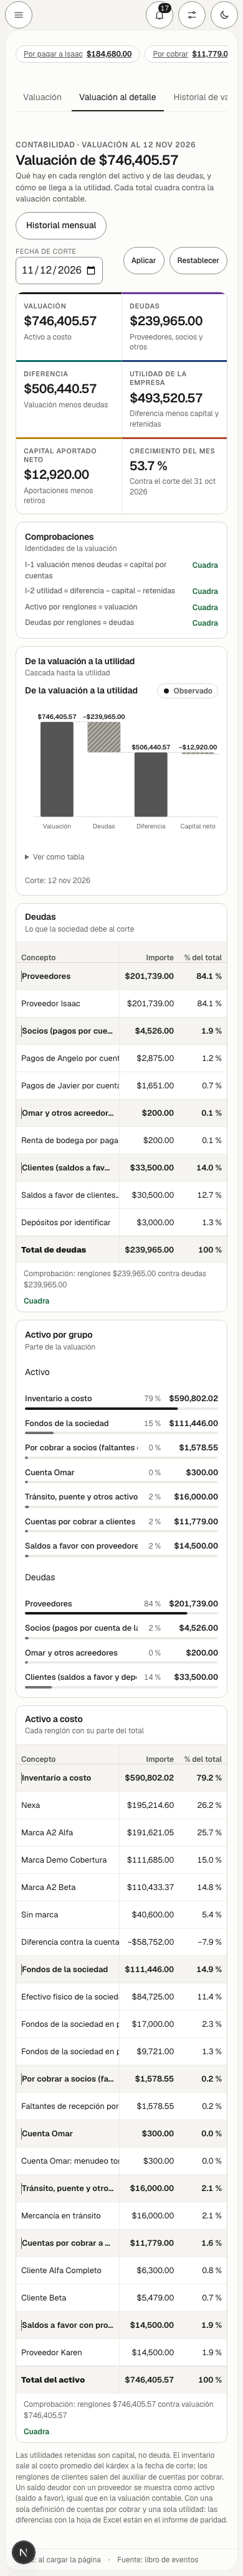 17
Por pagar a Isaac $184,680.00 Por cobrar $11,779.0
Valuación Valuación al detalle Historial de va
CONTABILIDAD · VALUACIÓN AL 12 NOV 2026
Valuación de $746,405.57
Qué hay en cada renglón del activo y de las deudas, y
cómo se llega a la utilidad. Cada total cuadra contra la
valuación contable.
Historial mensual
FECHA DE CORTE
11/12/2026 Aplicar Restablecer
VALUACIÓN
$746,405.57
Activo a costo
DEUDAS
$239,965.00
Proveedores, socios y
otros
DIFERENCIA
$506,440.57
Valuación menos deudas
UTILIDAD DE LA
EMPRESA
$493,520.57
Diferencia menos capital y
retenidas
CAPITAL APORTADO
NETO
$12,920.00
Aportaciones menos
retiros
CRECIMIENTO DEL MES
53.7 %
Contra el corte del 31 oct
2026
Comprobaciones
Identidades de la valuación
I-1 valuación menos deudas = capital por
cuentas Cuadra
I-2 utilidad = diferencia − capital − retenidas Cuadra
Activo por renglones = valuación Cuadra
Deudas por renglones = deudas Cuadra
De la valuación a la utilidad
Cascada hasta la utilidad
De la valuación a la utilidad Observado
$746,405.57 −$239,965.00
$506,440.57 −$12,920.00
Valuación Deudas Diferencia Capital neto
Ver como tabla
Corte: 12 nov 2026
Deudas
Lo que la sociedad debe al corte
Concepto Importe % del total
Proveedores $201,739.00 84.1 %
Proveedor Isaac $201,739.00 84.1 %
Socios (pagos por cue... $4,526.00 1.9 %
Pagos de Angelo por cuent $2,875.00 1.2 %
Pagos de Javier por cuenta $1,651.00 0.7 %
Omar y otros acreedor... $200.00 0.1 %
Renta de bodega por paga $200.00 0.1 %
Clientes (saldos a fav... $33,500.00 14.0 %
Saldos a favor de clientes... $30,500.00 12.7 %
Depósitos por identificar $3,000.00 1.3 %
Total de deudas $239,965.00 100 %
Comprobación: renglones $239,965.00 contra deudas
$239,965.00
Cuadra
Activo por grupo
Parte de la valuación
Activo
Inventario a costo 79 % $590,802.02
Fondos de la sociedad 15 % $111,446.00
Por cobrar a socios (faltantes 0 % $1,578.55
Cuenta Omar 0 % $300.00
Tránsito, puente y otros activo 2 % $16,000.00
Cuentas por cobrar a clientes 2 % $11,779.00
Saldos a favor con proveedore 2 % $14,500.00
Deudas
Proveedores 84 % $201,739.00
Socios (pagos por cuenta de la 2 % $4,526.00
Omar y otros acreedores 0 % $200.00
Clientes (saldos a favor y depó 14 % $33,500.00
Activo a costo
Cada renglón con su parte del total
Concepto Importe % del total
Inventario a costo $590,802.02 79.2 %
Nexa $195,214.60 26.2 %
Marca A2 Alfa $191,621.05 25.7 %
Marca Demo Cobertura $111,685.00 15.0 %
Marca A2 Beta $110,433.37 14.8 %
Sin marca $40,600.00 5.4 %
Diferencia contra la cuenta −$58,752.00 −7.9 %
Fondos de la sociedad $111,446.00 14.9 %
Efectivo físico de la socieda $84,725.00 11.4 %
Fondos de la sociedad en p $17,000.00 2.3 %
Fondos de la sociedad en p $9,721.00 1.3 %
Por cobrar a socios (fa... $1,578.55 0.2 %
Faltantes de recepción por $1,578.55 0.2 %
Cuenta Omar $300.00 0.0 %
Cuenta Omar: menudeo to $300.00 0.0 %
Tránsito, puente y otro... $16,000.00 2.1 %
Mercancía en tránsito $16,000.00 2.1 %
Cuentas por cobrar a ... $11,779.00 1.6 %
Cliente Alfa Completo $6,300.00 0.8 %
Cliente Beta $5,479.00 0.7 %
Saldos a favor con pro... $14,500.00 1.9 %
Proveedor Karen $14,500.00 1.9 %
Total del activo $746,405.57 100 %
Comprobación: renglones $746,405.57 contra valuación
$746,405.57
Cuadra
Las utilidades retenidas son capital, no deuda. El inventario
sale al costo promedio del kárdex a la fecha de corte; los
renglones de clientes salen del auxiliar de cuentas por cobrar.
Un saldo deudor con un proveedor se muestra como activo
(saldo a favor), igual que en la valuación contable. Con una
sola definición de cuentas por cobrar y una sola utilidad: las
diferencias con la hoja de Excel están en el informe de paridad.
N al cargar la página · Fuente: libro de eventos